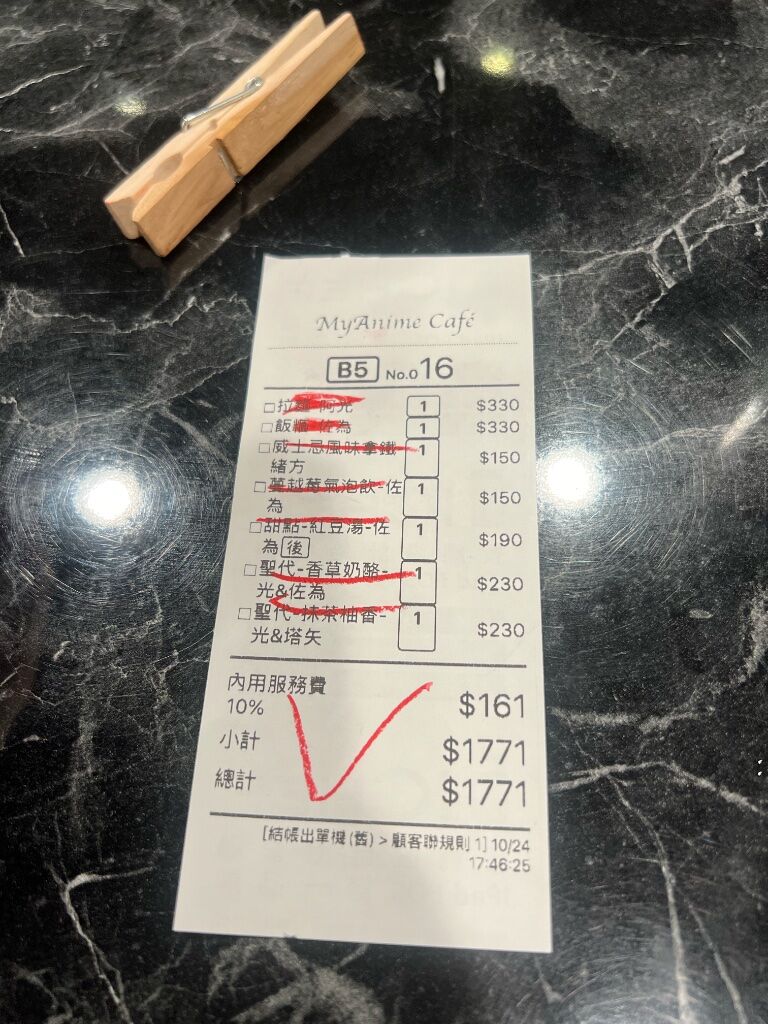 MyAnime Café
B5 No.016
□拉麵-阿光 1 $330
□飯糰-佐為 1 $330
□威士忌風味拿鐵 1 $150
緒方
□蔓越莓氣泡飲-佐 1 $150
為
□甜點-紅豆湯-佐 1 $190
為 後
□聖代-香草奶酪- 1 $230
光&佐為
□聖代-抹茶柚香- 1 $230
光&塔矢
內用服務費
10% $161
小計 $1771
總計 $1771
[結帳出單機(舊) > 顧客聯規則 1] 10/24
17:46:25